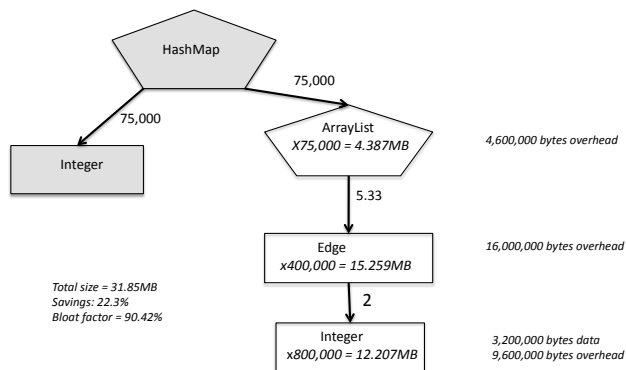 HashMap
75,000
75,000
Integer
ArrayList
X75,000 = 4.387MB
4,600,000 bytes overhead
5.33
Edge
x400,000 = 15.259MB
16,000,000 bytes overhead
Total size = 31.85MB
Savings: 22.3%
Bloat factor = 90.42%
2
Integer
x800,000 = 12.207MB
3,200,000 bytes data
9,600,000 bytes overhead